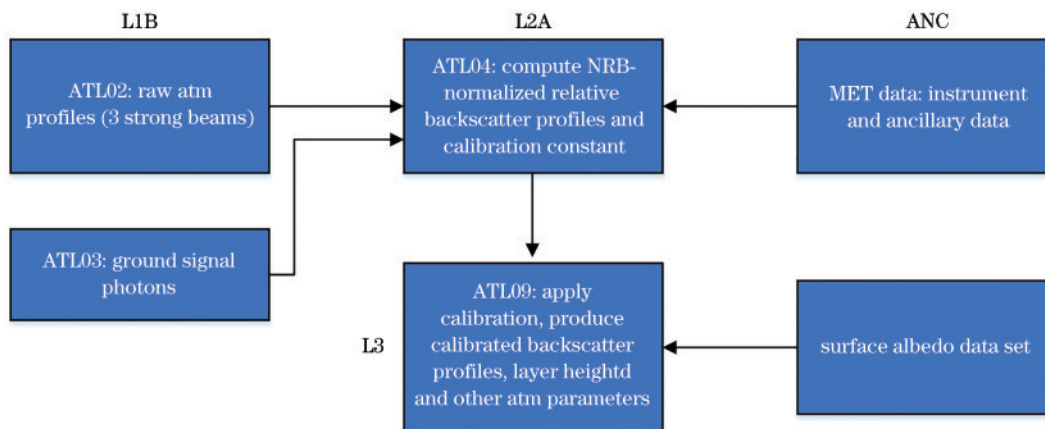 L1B
L2A
ANC
ATL02: raw atm
profiles (3 strong beams)
ATL04: compute NRB-
normalized relative
backscatter profiles and
calibration constant
MET data: instrument
and ancillary data
ATL03: ground signal
photons
L3
ATL09: apply
calibration, produce
calibrated backscatter
profiles, layer heightd
and other atm parameters
surface albedo data set